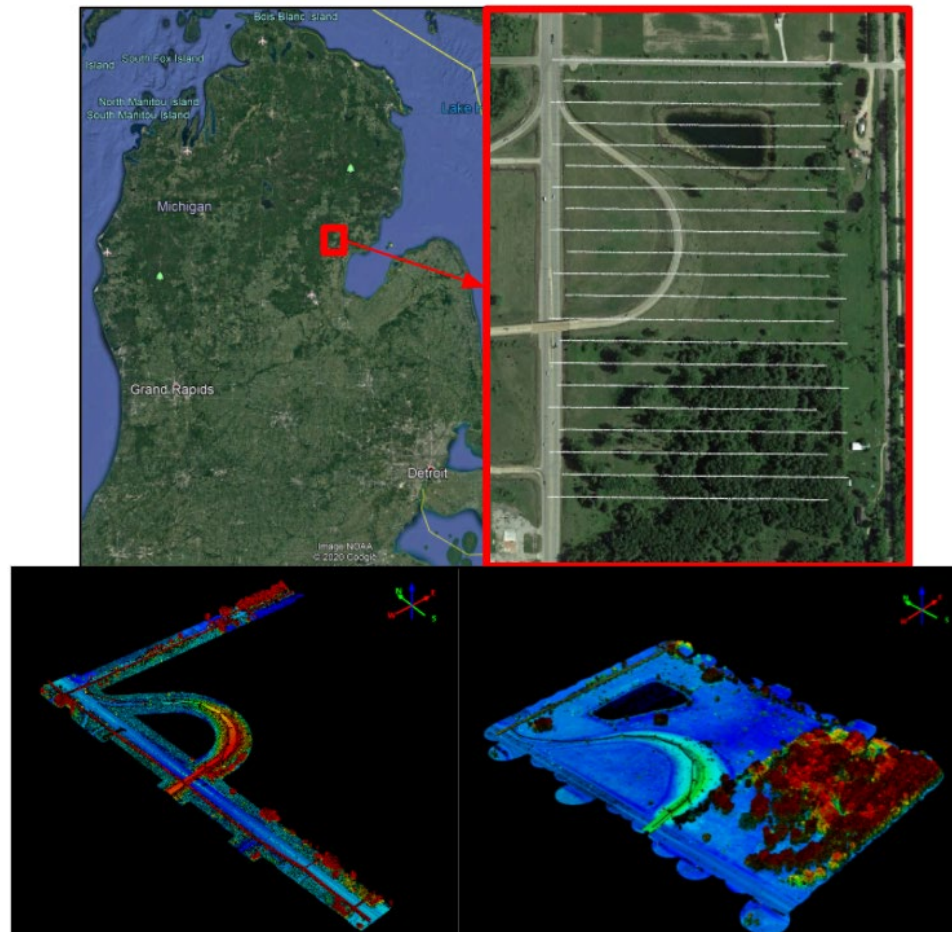 Bois Blanc Island
Island
South Fox Island
North Manitou Island
South Manitou Island
Lake H
Michigan
Grand Rapids
Detroit
Image NOAA
© 2020 Google
N
E
W
S
N
E
W
S